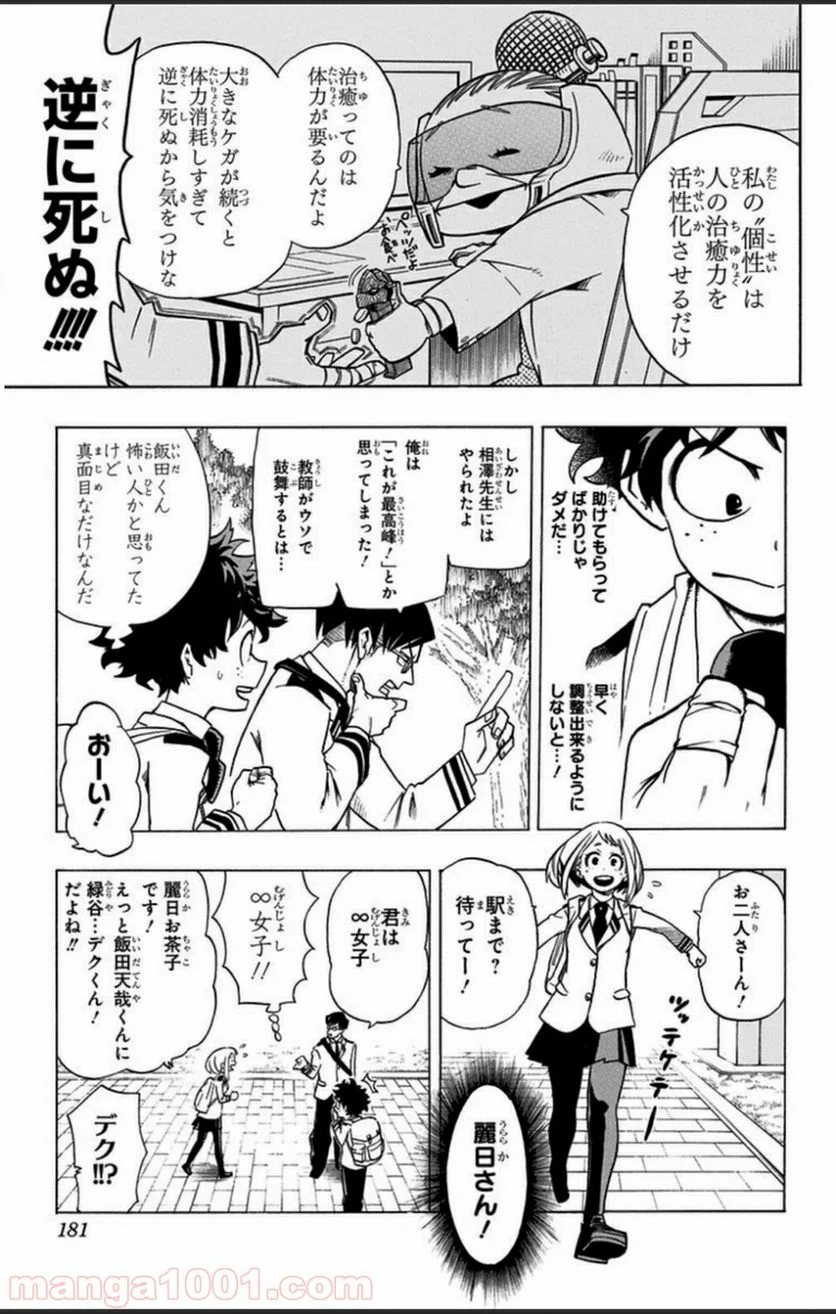 私の〝個性〟は
人の治癒力を
活性化させるだけ
治癒ってのは
体力が要るんだよ
ペッツだよ
お食べ
大きなケガが続くと
体力消耗しすぎて
逆に死ぬから気をつけな
逆に死ぬ!!!!
助けてもらって
ばかりじゃ
ダメだ…
早く
調整出来るように
しないと…!
しかし
相澤先生には
やられたよ
俺は
「これが最高峰!」とか
思ってしまった!
教師がウソで
鼓舞するとは…
飯田くん
怖い人かと思ってた
けど
真面目なだけなんだ
おーい!
お二人さーん!
駅まで?
待ってー!
ツッ
テケテー
麗日さん!
君は
∞女子
∞女子!!
麗日お茶子
です!
えっと飯田天哉くんに
緑谷…デクくん!
だよね!!
デク!!?
181
manga1001.com